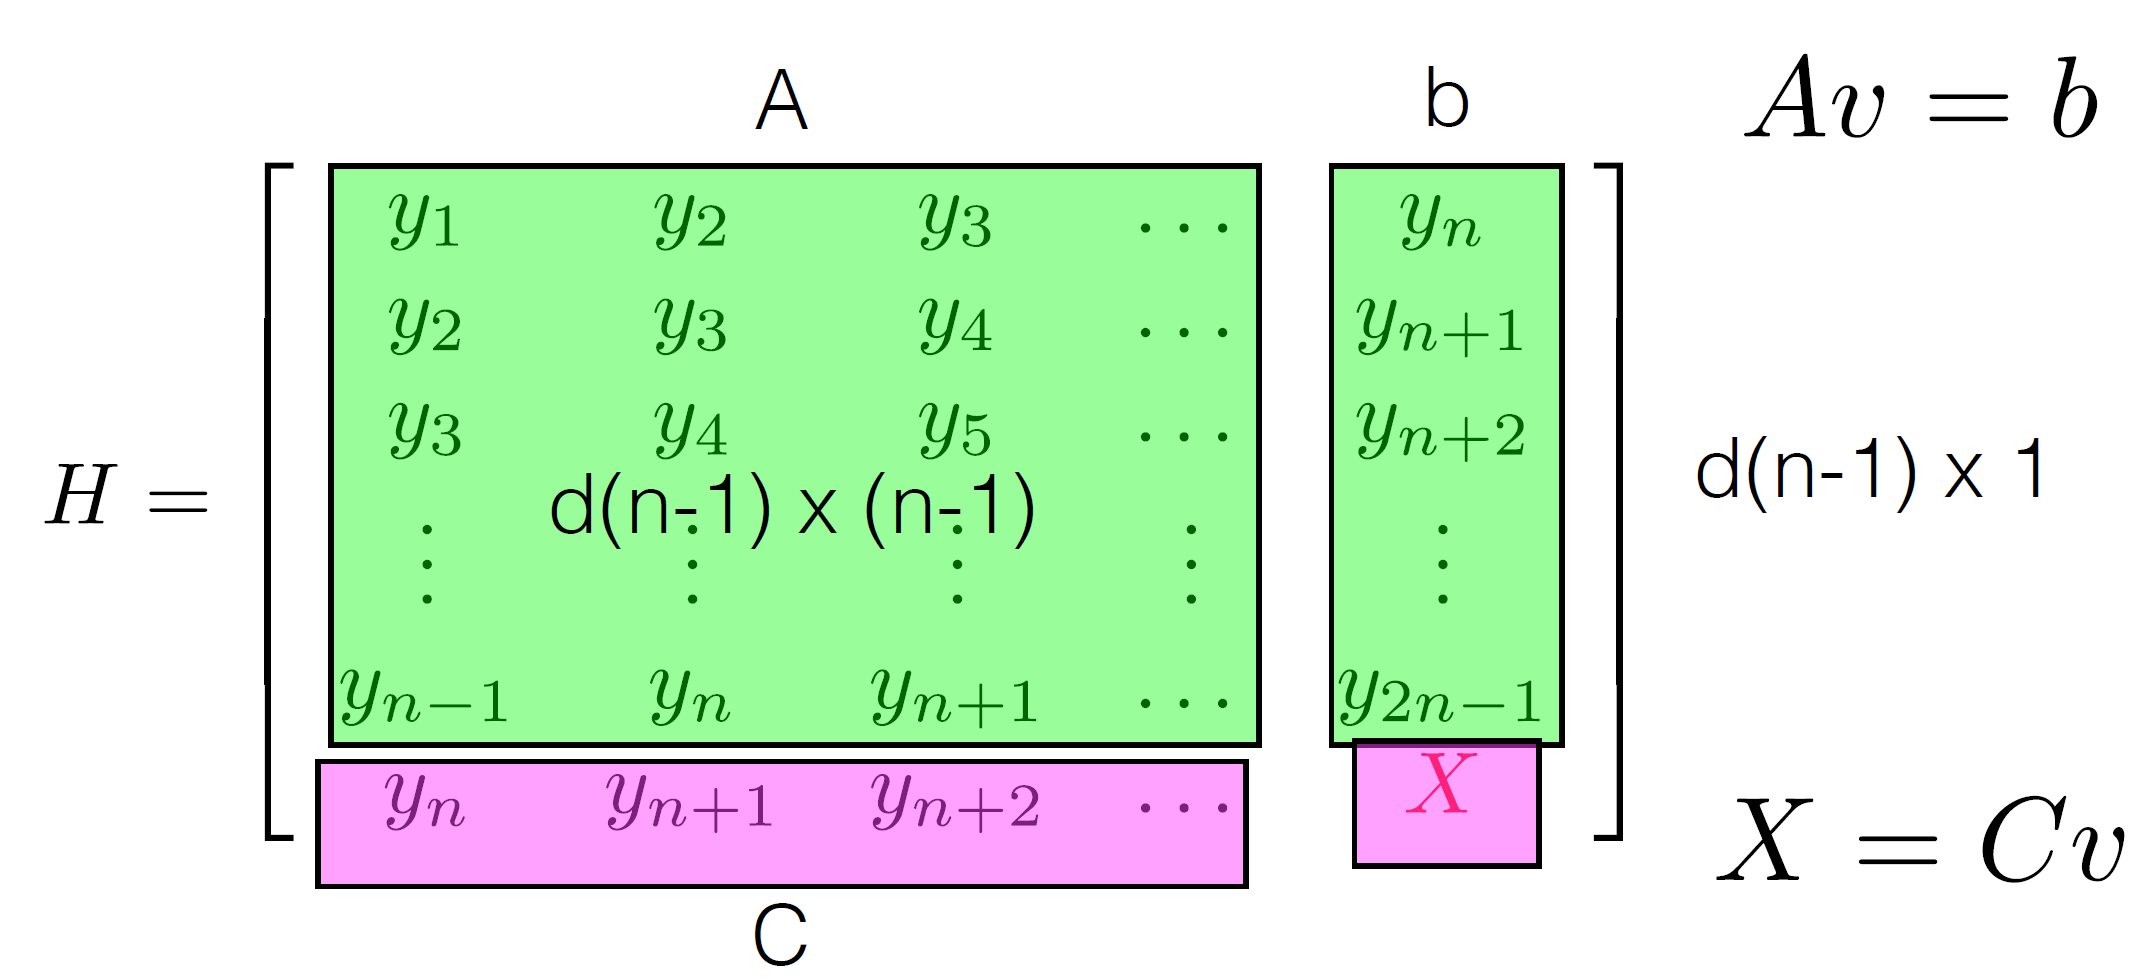 A b Av = b
y₁ y₂ y₃ ⋯ yₙ
y₂ y₃ y₄ ⋯ yₙ₊₁
y₃ y₄ y₅ ⋯ yₙ₊₂
H = d(n-1) x (n-1) d(n-1) x 1
⋮ ⋮ ⋮ ⋮ ⋮
yₙ₋₁ yₙ yₙ₊₁ ⋯ y₂ₙ₋₁
yₙ yₙ₊₁ yₙ₊₂ ⋯ X X = Cv
C